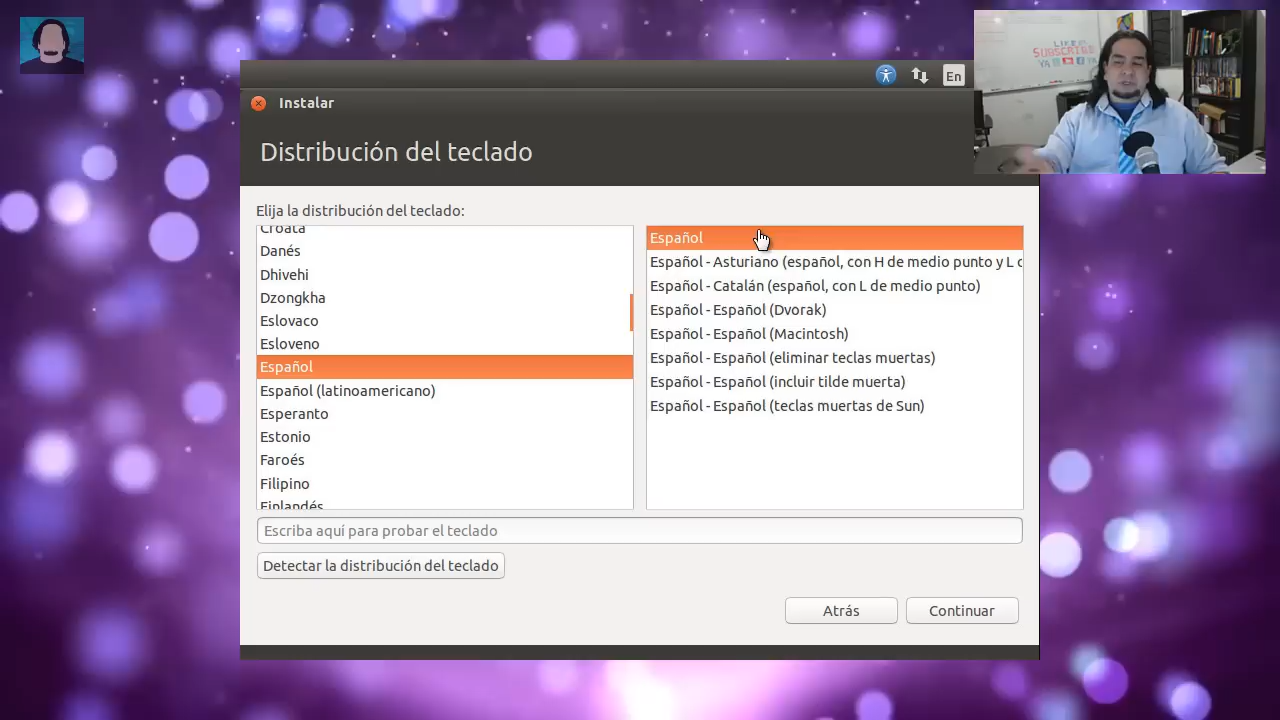 LIKE
SUBSCRIBE
YA
YA
En
Instalar
Distribución del teclado
Elija la distribución del teclado:
Croata
Danés
Dhivehi
Dzongkha
Eslovaco
Esloveno
Español
Español (latinoamericano)
Esperanto
Estonio
Faroés
Filipino
Finlandés
Español
Español - Asturiano (español, con H de medio punto y L c
Español - Catalán (español, con L de medio punto)
Español - Español (Dvorak)
Español - Español (Macintosh)
Español - Español (eliminar teclas muertas)
Español - Español (incluir tilde muerta)
Español - Español (teclas muertas de Sun)
Escriba aquí para probar el teclado
Detectar la distribución del teclado
Atrás
Continuar